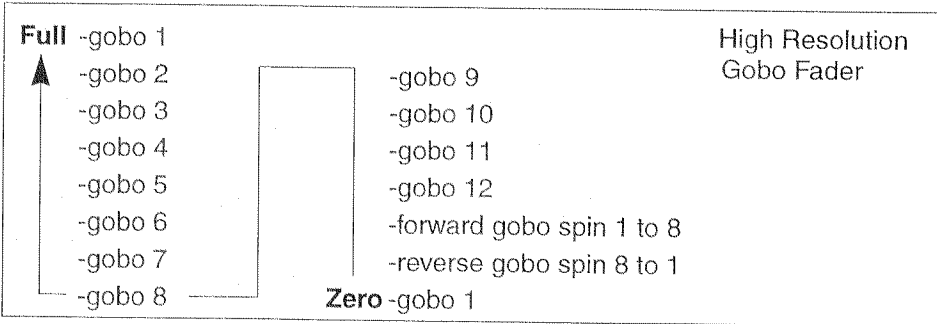 Full -gobo 1
-gobo 2
-gobo 3
-gobo 4
-gobo 5
-gobo 6
-gobo 7
-gobo 8
-gobo 9
-gobo 10
-gobo 11
-gobo 12
-forward gobo spin 1 to 8
-reverse gobo spin 8 to 1
Zero -gobo 1
High Resolution
Gobo Fader